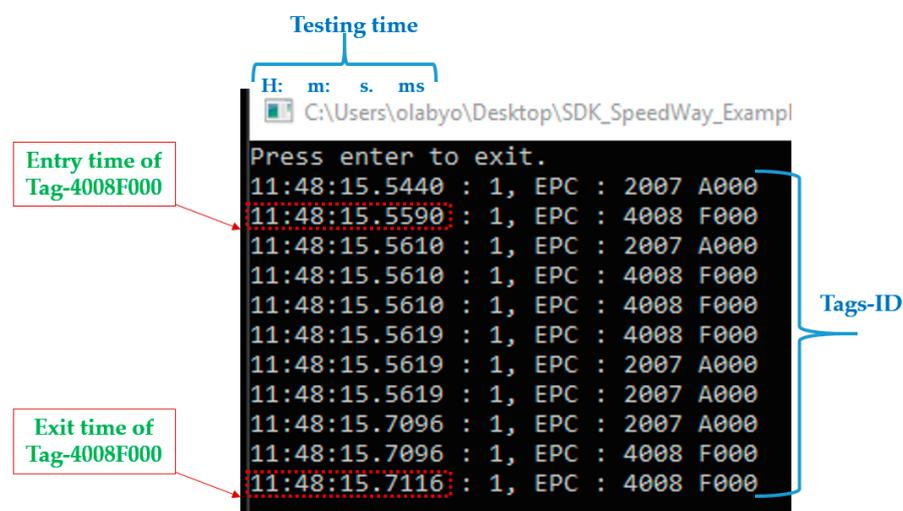 Testing time
H: m: s. ms
C:\Users\olabyo\Desktop\SDK_SpeedWay_Exampl
Press enter to exit.
Entry time of
Tag-4008F000
11:48:15.5440 : 1, EPC : 2007 A000
11:48:15.5590 : 1, EPC : 4008 F000
11:48:15.5610 : 1, EPC : 2007 A000
11:48:15.5610 : 1, EPC : 4008 F000
11:48:15.5610 : 1, EPC : 4008 F000
11:48:15.5619 : 1, EPC : 4008 F000
11:48:15.5619 : 1, EPC : 2007 A000
11:48:15.5619 : 1, EPC : 2007 A000
11:48:15.7096 : 1, EPC : 2007 A000
11:48:15.7096 : 1, EPC : 4008 F000
11:48:15.7116 : 1, EPC : 4008 F000
Tags-ID
Exit time of
Tag-4008F000